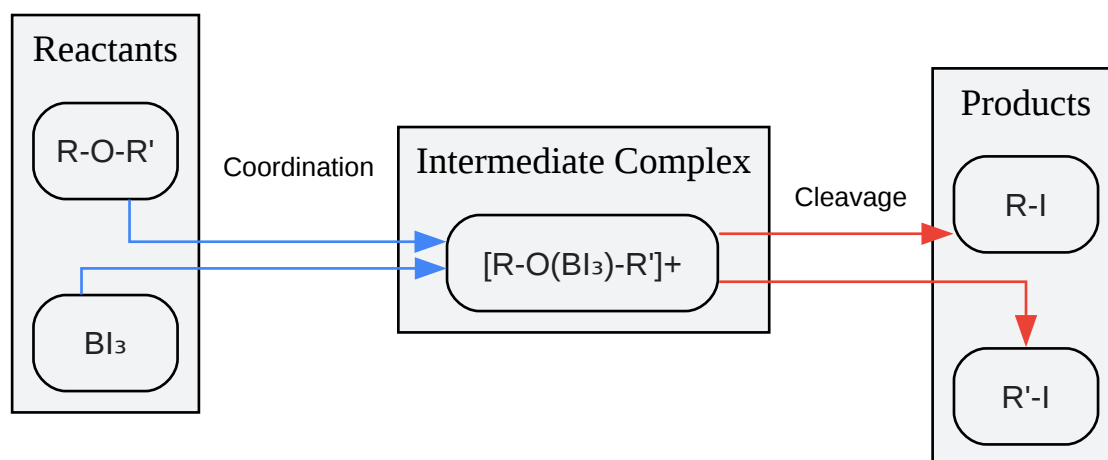 Reactants
R-O-R'
BI₃
Coordination
Intermediate Complex
[R-O(BI₃)-R']+
Cleavage
Products
R-I
R'-I